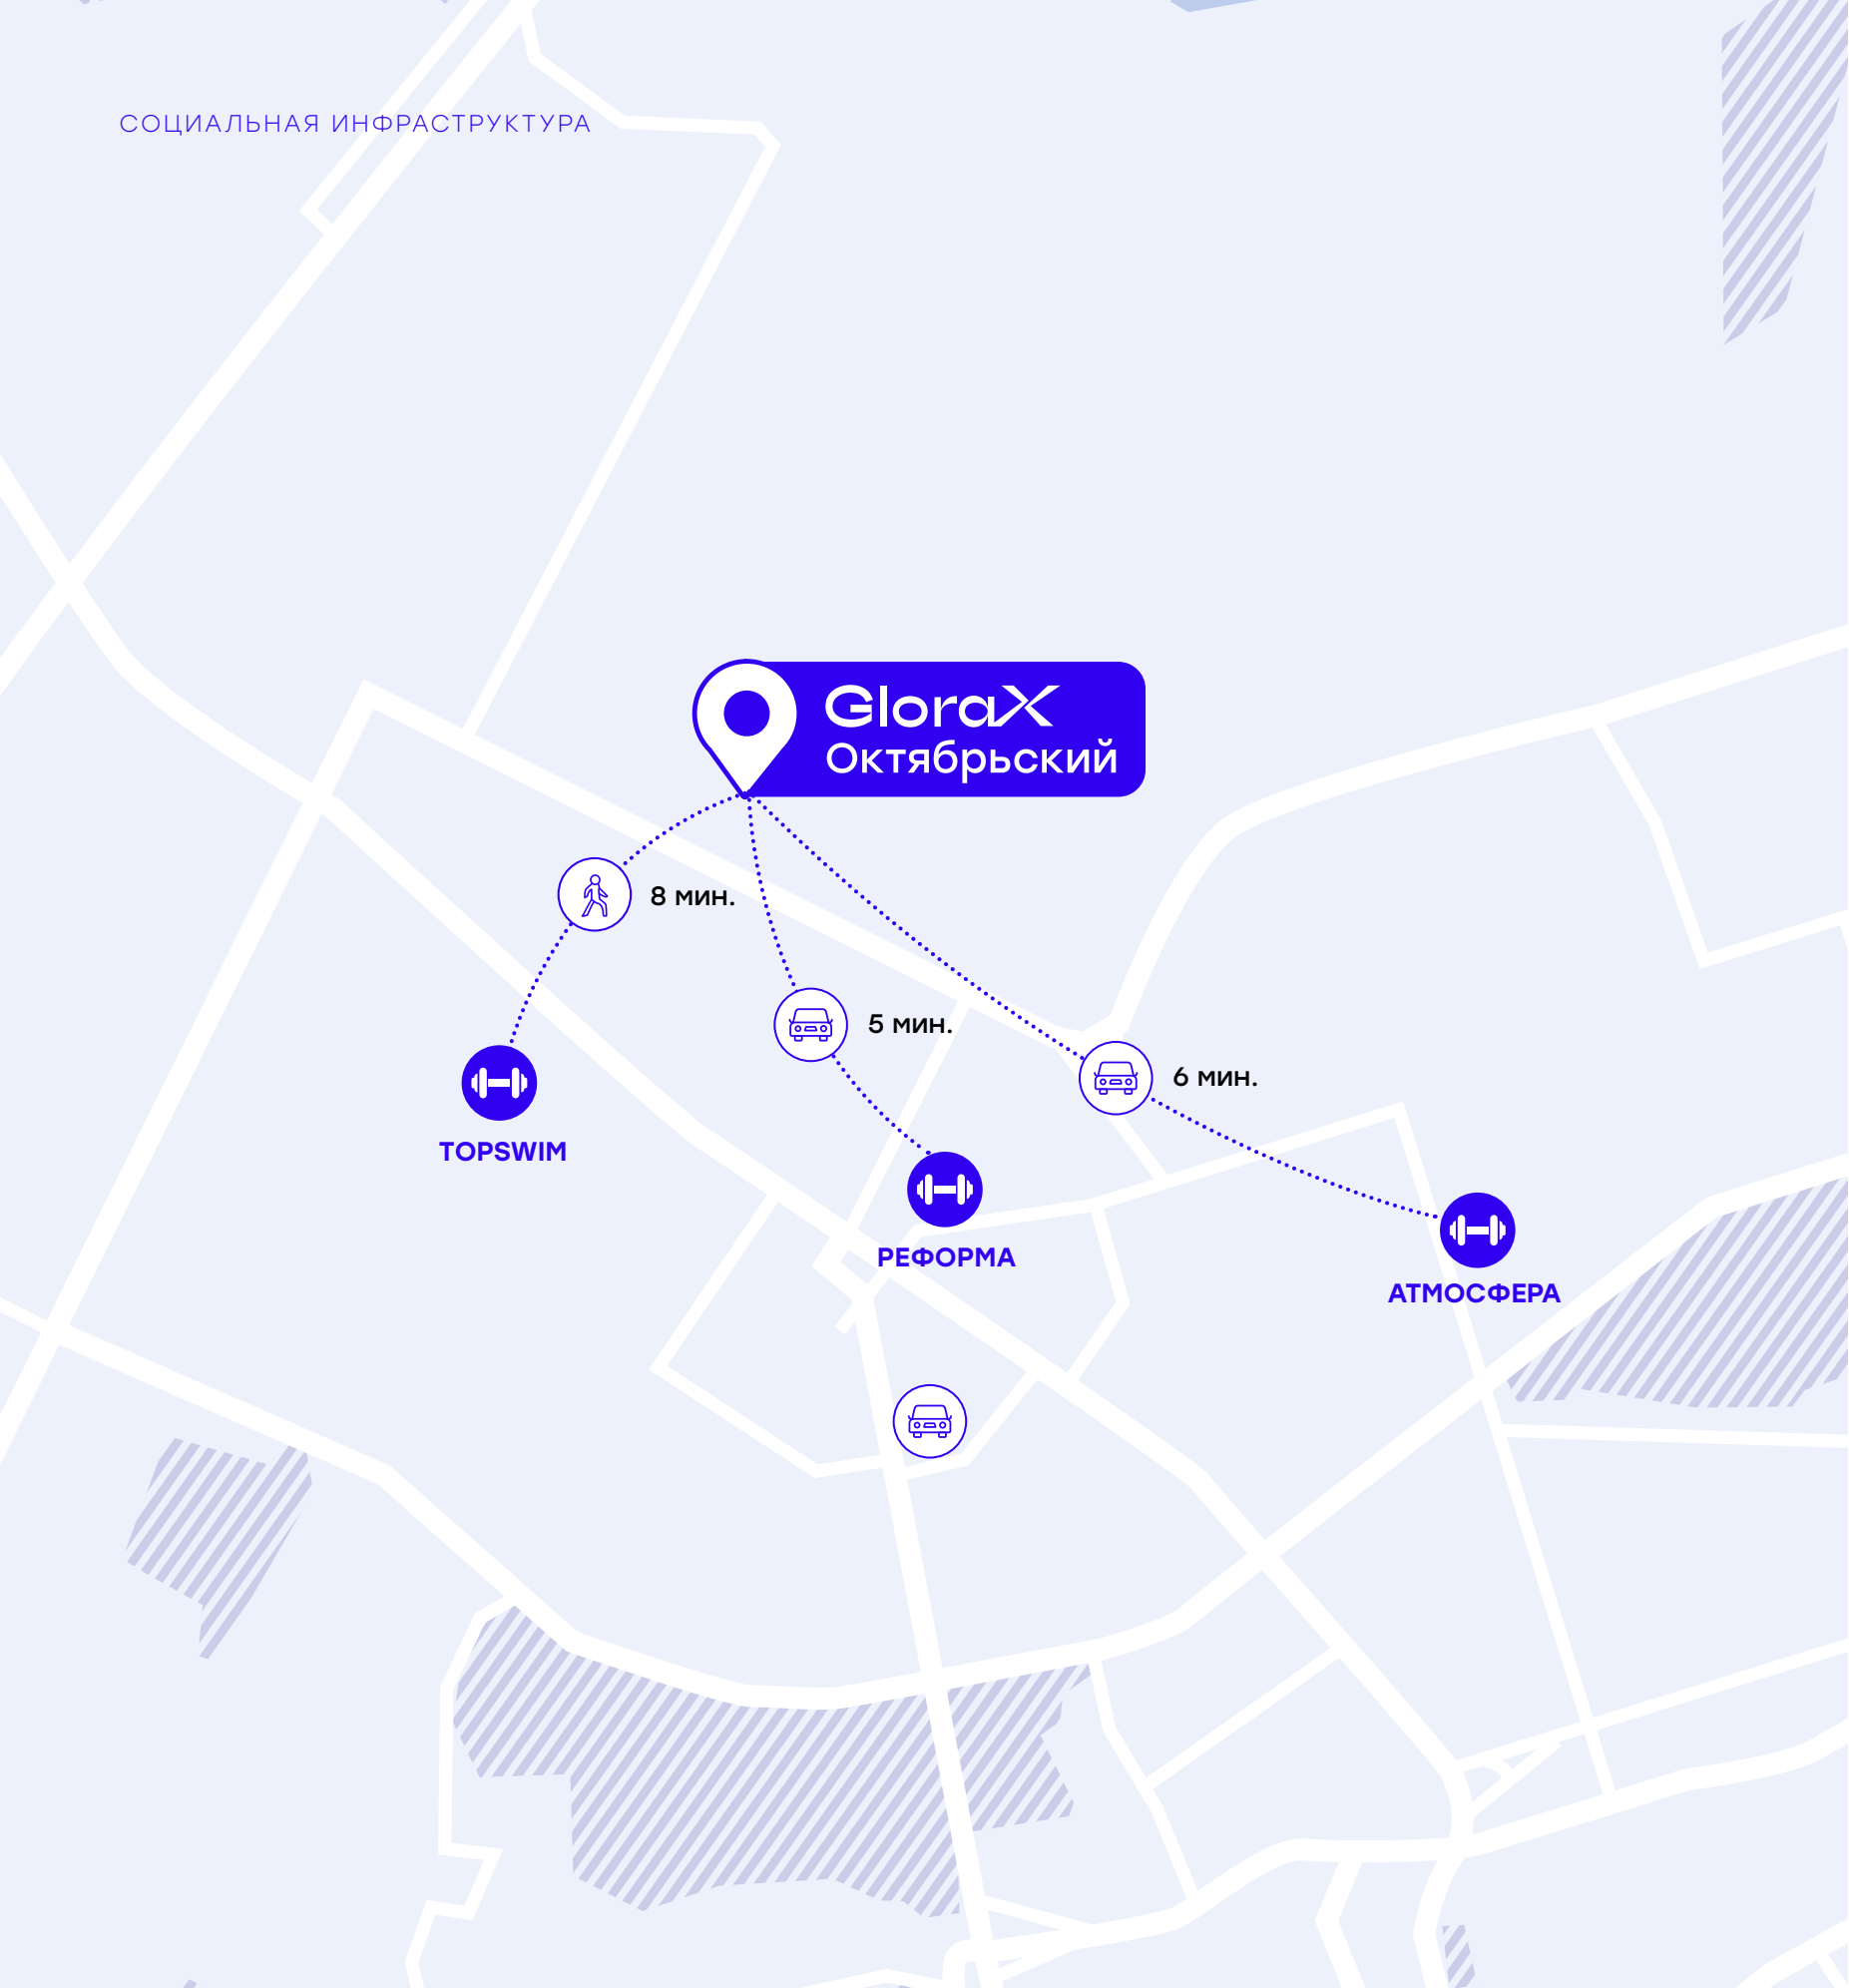 СОЦИАЛЬНАЯ ИНФРАСТРУКТУРА
GloraX
Октябрьский
8 мин.
5 мин.
6 мин.
TOPSWIM
РЕФОРМА
АТМОСФЕРА